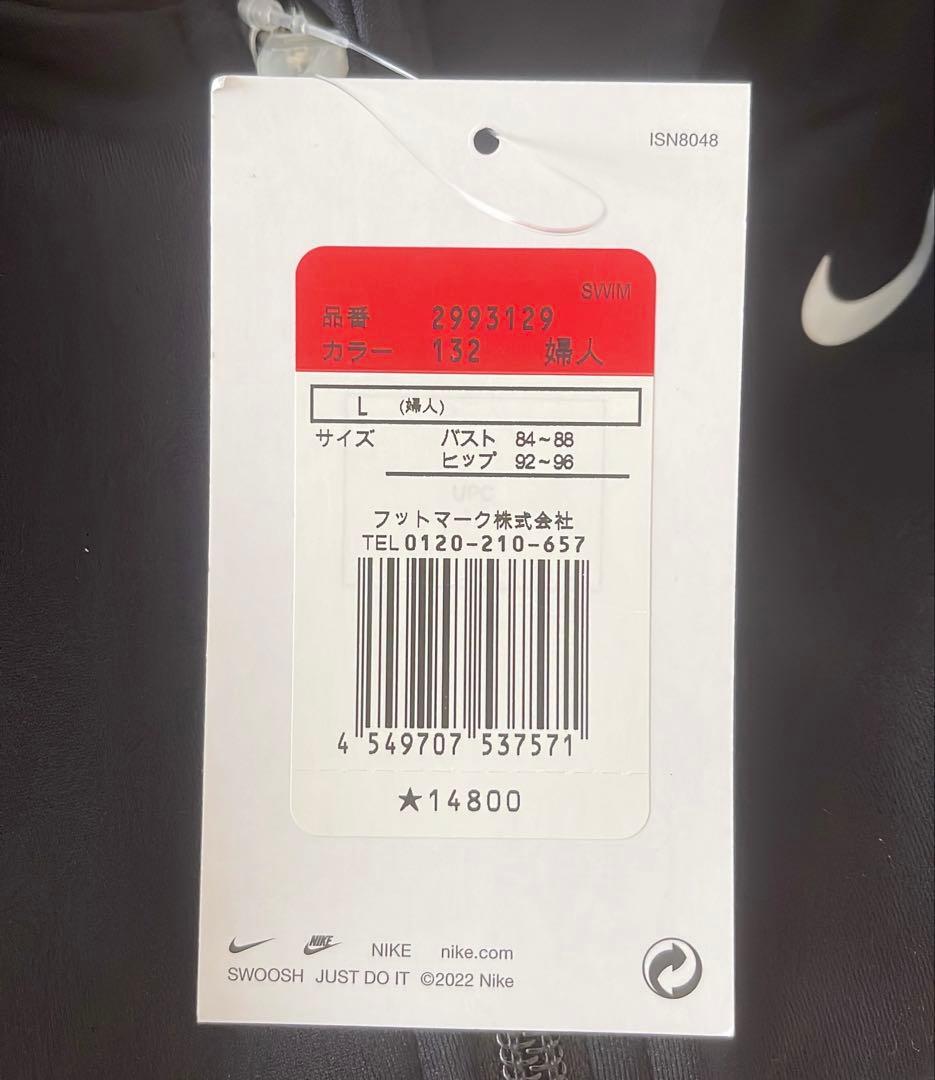 ISN8048
SWIM
品番 2993129
カラー 132 婦人
L (婦人)
サイズ バスト 84~88
ヒップ 92~96
UPC
フットマーク株式会社
TEL 0120-210-657
4 549707 537571
★14800
NIKE NIKE nike.com
SWOOSH JUST DO IT ©2022 Nike